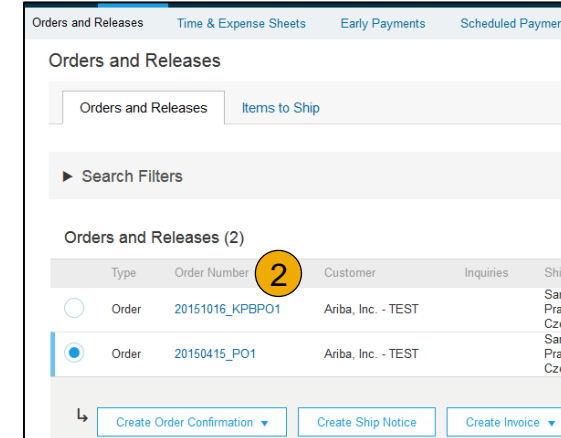 Orders and Releases Time & Expense Sheets Early Payments Scheduled
Orders and Releases
Orders and Releases Items to Ship
▶ Search Filters
Orders and Releases (2)
2
Type Order Number Customer Inquiries
Order 20151016_KPBPO1 Ariba, Inc. - TEST
Order 20150415_PO1 Ariba, Inc. - TEST
↳ Create Order Confirmation ▼ Create Ship Notice Create Invoice ▼